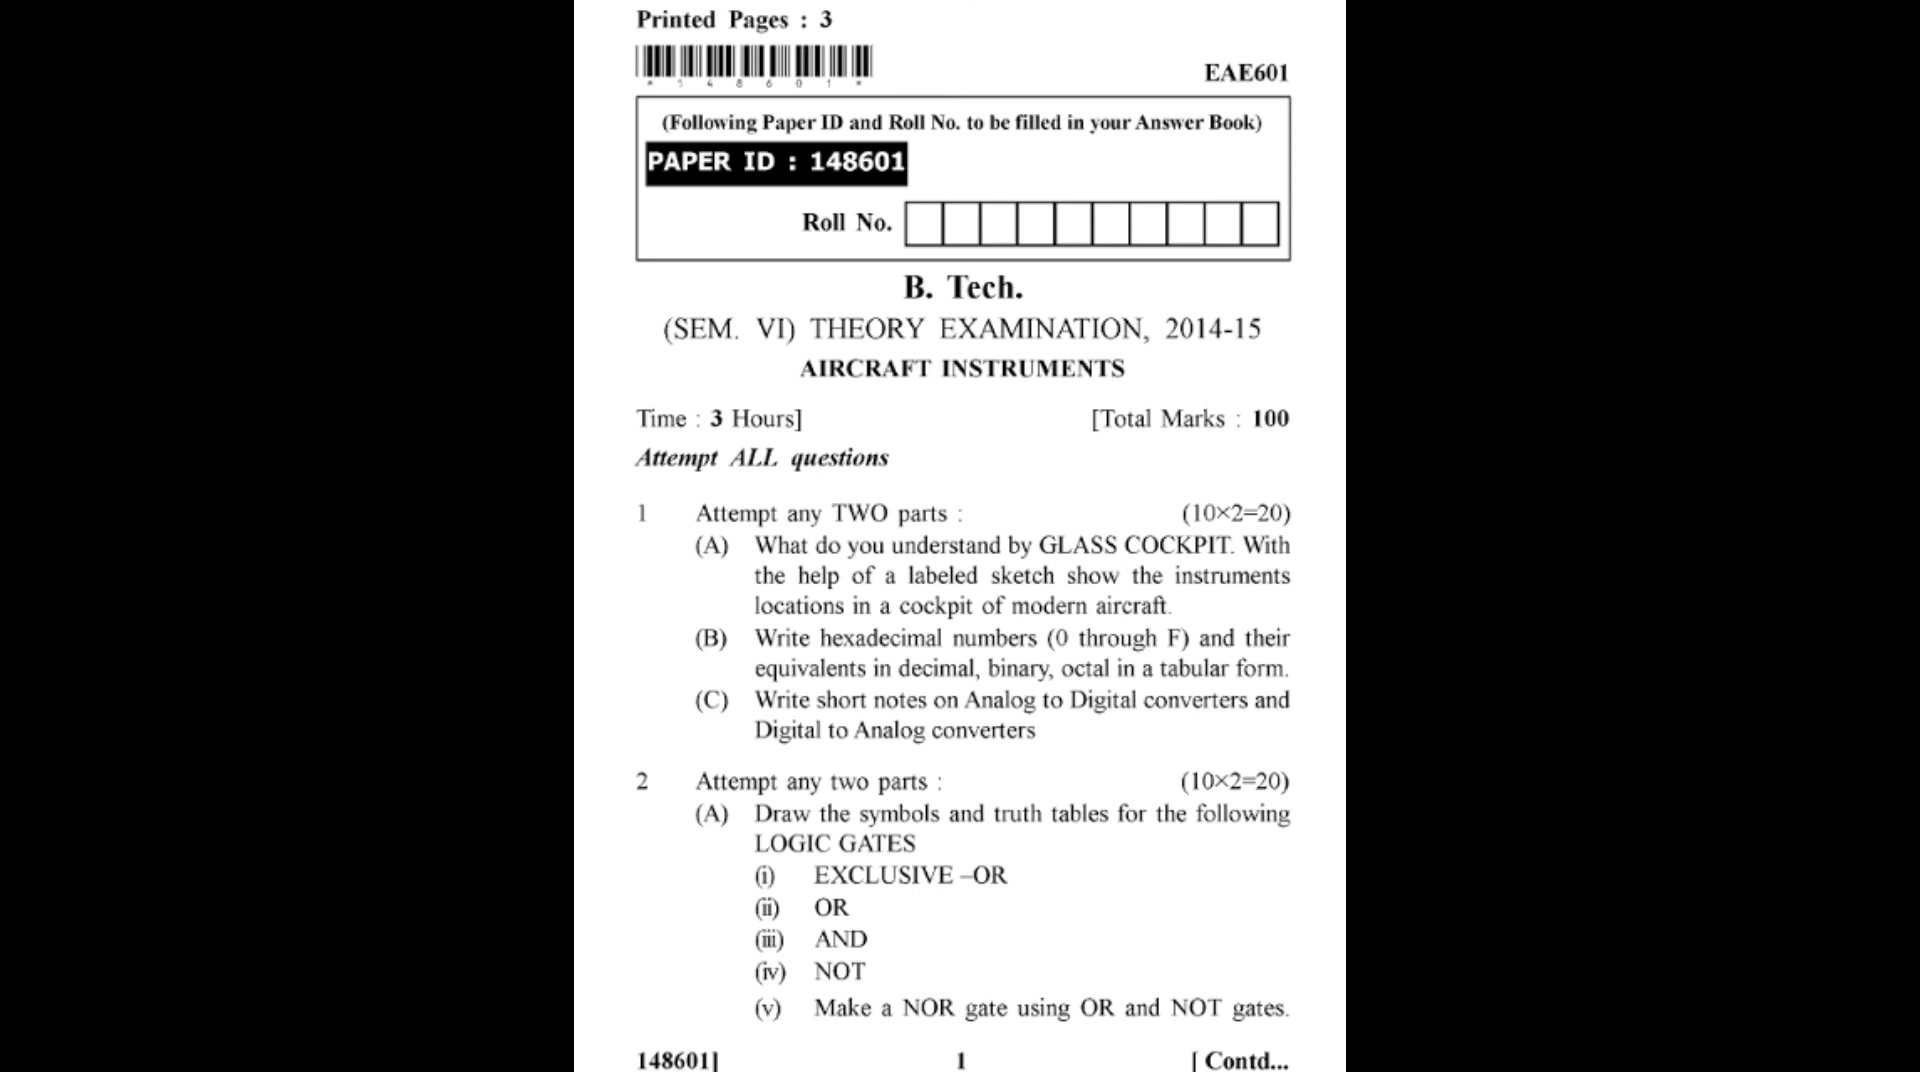 Printed Pages : 3
* 1 4 8 6 0 1 *
EAE601
(Following Paper ID and Roll No. to be filled in your Answer Book)
PAPER ID : 148601
Roll No.
B. Tech.
(SEM. VI) THEORY EXAMINATION, 2014-15
AIRCRAFT INSTRUMENTS
Time : 3 Hours] [Total Marks : 100
Attempt ALL questions
1 Attempt any TWO parts : (10×2=20)
(A) What do you understand by GLASS COCKPIT. With
the help of a labeled sketch show the instruments
locations in a cockpit of modern aircraft.
(B) Write hexadecimal numbers (0 through F) and their
equivalents in decimal, binary, octal in a tabular form.
(C) Write short notes on Analog to Digital converters and
Digital to Analog converters
2 Attempt any two parts : (10×2=20)
(A) Draw the symbols and truth tables for the following
LOGIC GATES
(i) EXCLUSIVE –OR
(ii) OR
(iii) AND
(iv) NOT
(v) Make a NOR gate using OR and NOT gates.
148601] 1 [ Contd...